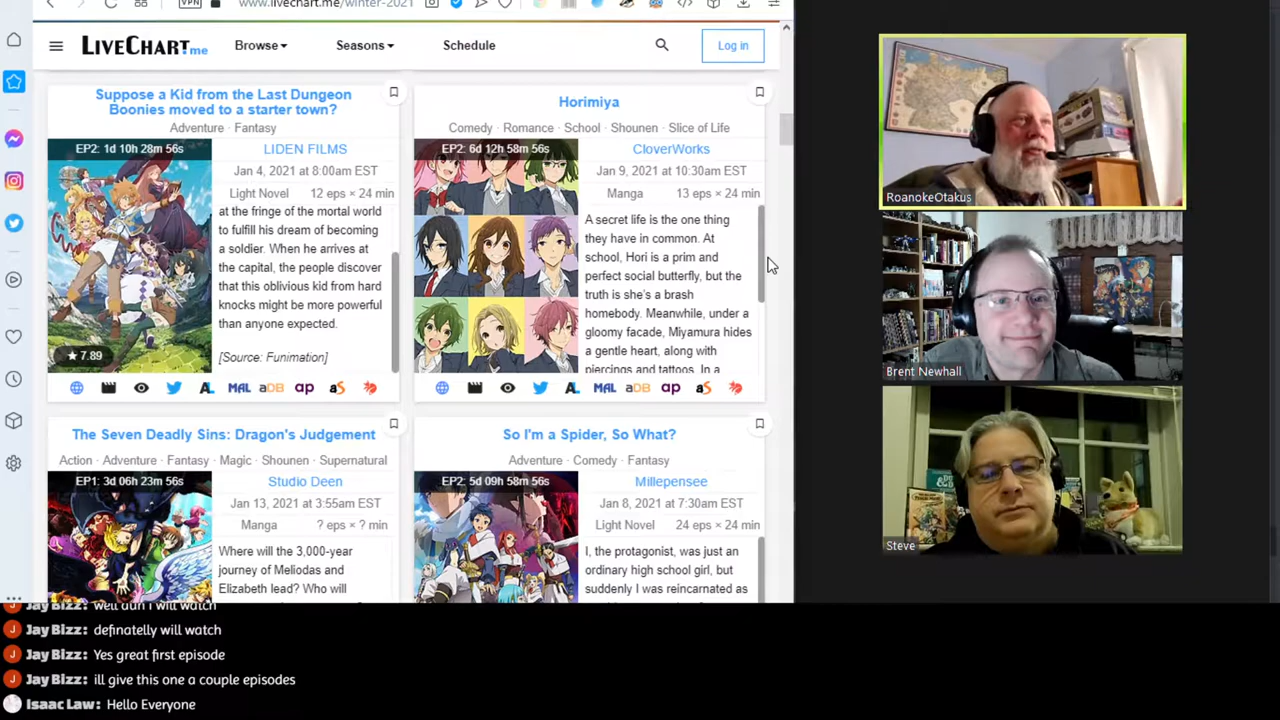 VPN www.livechart.me/winter-2021
LIVECHART.me Browse Seasons Schedule Log in
Suppose a Kid from the Last Dungeon
Boonies moved to a starter town?
Adventure · Fantasy
EP2: 1d 10h 28m 56s
LIDEN FILMS
Jan 4, 2021 at 8:00am EST
Light Novel 12 eps × 24 min
at the fringe of the mortal world
to fulfill his dream of becoming
a soldier. When he arrives at
the capital, the people discover
that this oblivious kid from hard
knocks might be more powerful
than anyone expected.
[Source: Funimation]
★ 7.89
MAL aDB ap aS
Horimiya
Comedy · Romance · School · Shounen · Slice of Life
EP2: 6d 12h 58m 56s
CloverWorks
Jan 9, 2021 at 10:30am EST
Manga 13 eps × 24 min
A secret life is the one thing
they have in common. At
school, Hori is a prim and
perfect social butterfly, but the
truth is she's a brash
homebody. Meanwhile, under a
gloomy facade, Miyamura hides
a gentle heart, along with
piercings and tattoos. In a
MAL aDB ap aS
The Seven Deadly Sins: Dragon's Judgement
Action · Adventure · Fantasy · Magic · Shounen · Supernatural
EP1: 3d 06h 23m 56s
Studio Deen
Jan 13, 2021 at 3:55am EST
Manga ? eps × ? min
Where will the 3,000-year
journey of Meliodas and
Elizabeth lead? Who will
So I'm a Spider, So What?
Adventure · Comedy · Fantasy
EP2: 5d 09h 58m 56s
Millepensee
Jan 8, 2021 at 7:30am EST
Light Novel 24 eps × 24 min
I, the protagonist, was just an
ordinary high school girl, but
suddenly I was reincarnated as
RoanokeOtakus
Brent Newhall
Steve
Jay Bizz: definatelly will watch
Jay Bizz: Yes great first episode
Jay Bizz: ill give this one a couple episodes
Isaac Law: Hello Everyone